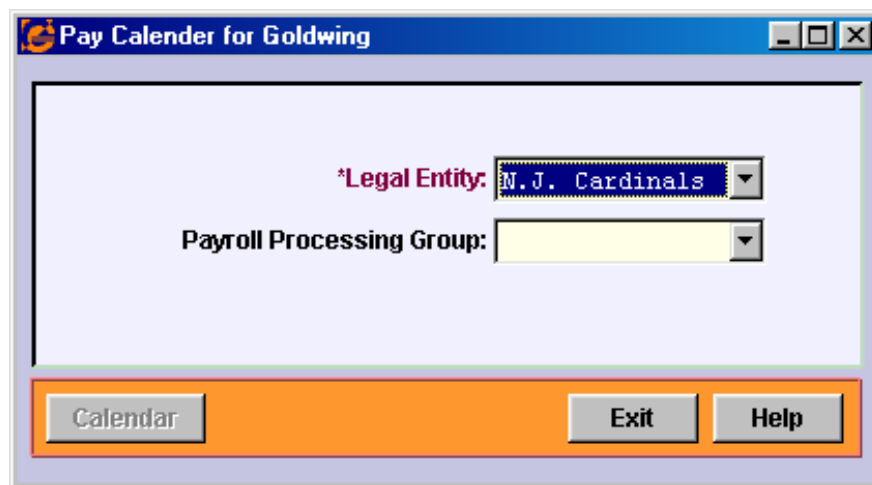 Pay Calender for Goldwing
*Legal Entity: N.J. Cardinals
Payroll Processing Group:
Calendar Exit Help